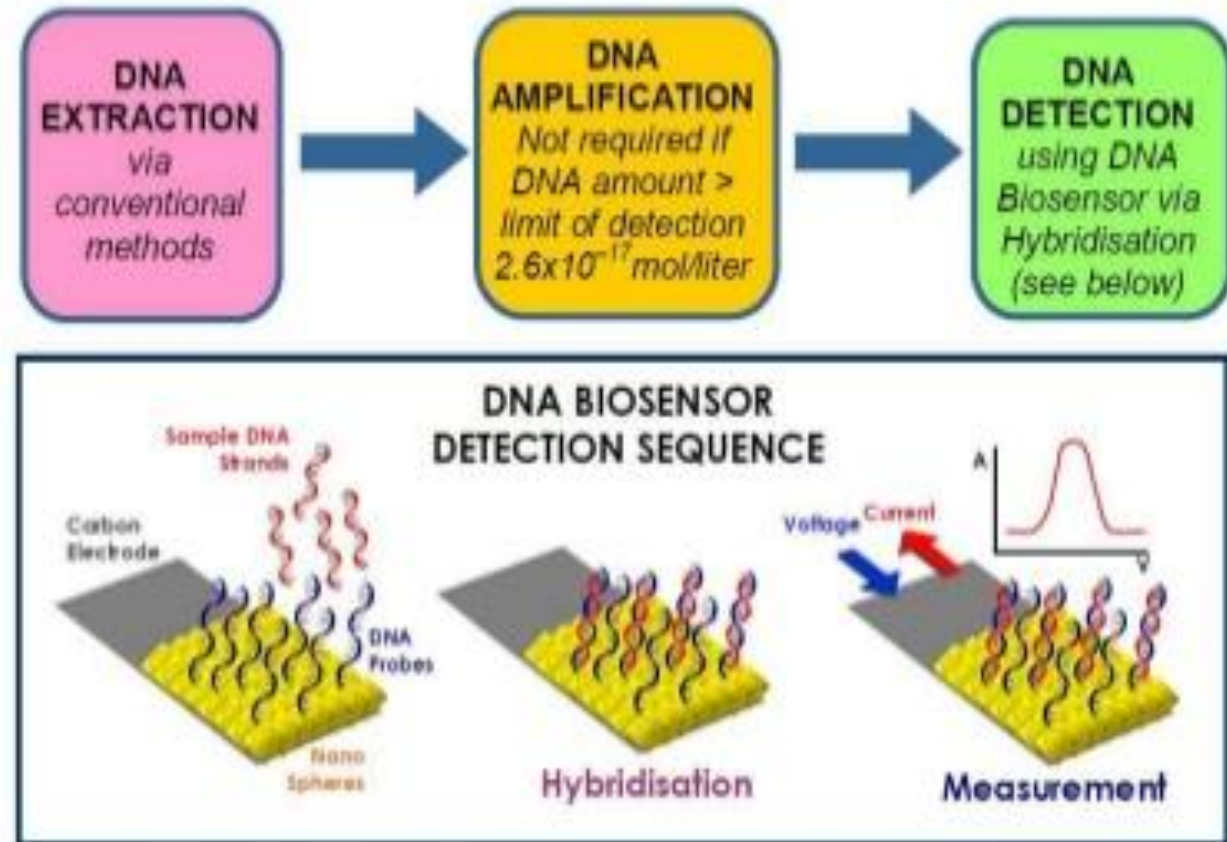 DNA
EXTRACTION
via
conventional
methods
DNA
AMPLIFICATION
Not required if
DNA amount >
limit of detection
2.6x10⁻¹⁷mol/liter
DNA
DETECTION
using DNA
Biosensor via
Hybridisation
(see below)
DNA BIOSENSOR
DETECTION SEQUENCE
Sample DNA
Strands
Carbon
Electrode
DNA
Probes
Nano
Spheres
Hybridisation
Voltage
Current
A
V
Measurement